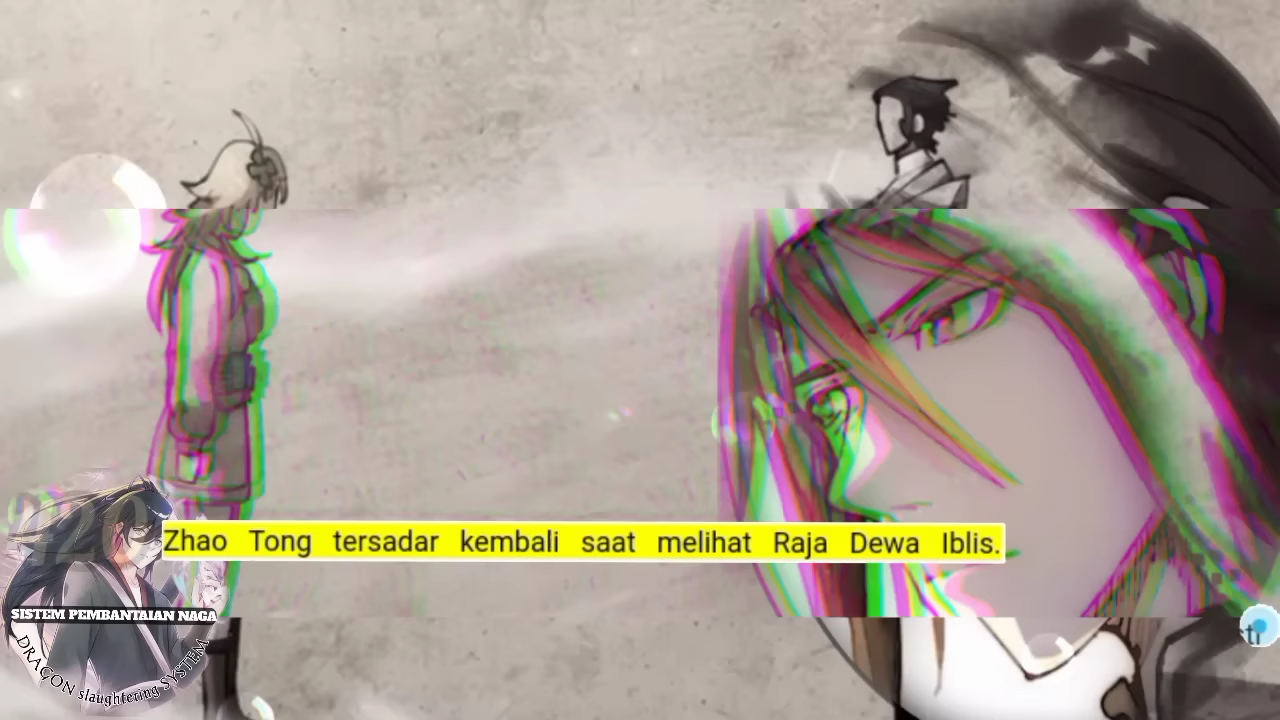 Zhao Tong tersadar kembali saat melihat Raja Dewa Iblis.
SISTEM PEMBANTAIAN NAGA
DRAGON slaughtering SYSTEM